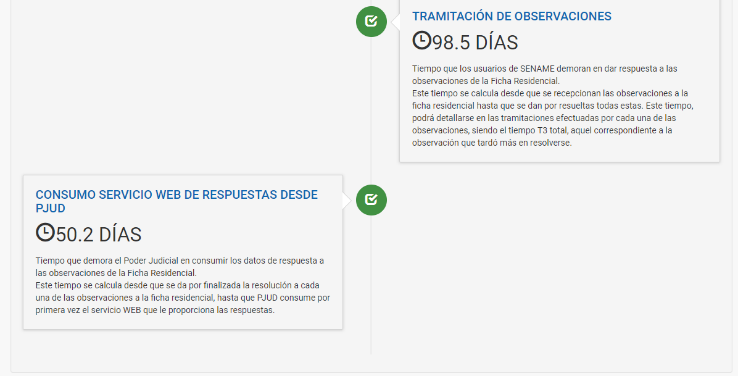 TRAMITACIÓN DE OBSERVACIONES
98.5 DÍAS
Tiempo que los usuarios de SENAME demoran en dar respuesta a las
observaciones de la Ficha Residencial.
Este tiempo se calcula desde que se recepcionan las observaciones a la
ficha residencial hasta que se dan por resueltas todas estas. Este tiempo,
podrá detallarse en las tramitaciones efectuadas por cada una de las
observaciones, siendo el tiempo T3 total, aquel correspondiente a la
observación que tardó más en resolverse.
CONSUMO SERVICIO WEB DE RESPUESTAS DESDE
PJUD
50.2 DÍAS
Tiempo que demora el Poder Judicial en consumir los datos de respuesta a
las observaciones de la Ficha Residencial.
Este tiempo se calcula desde que se da por finalizada la resolución a cada
una de las observaciones a la ficha residencial, hasta que PJUD consume por
primera vez el servicio WEB que le proporciona las respuestas.